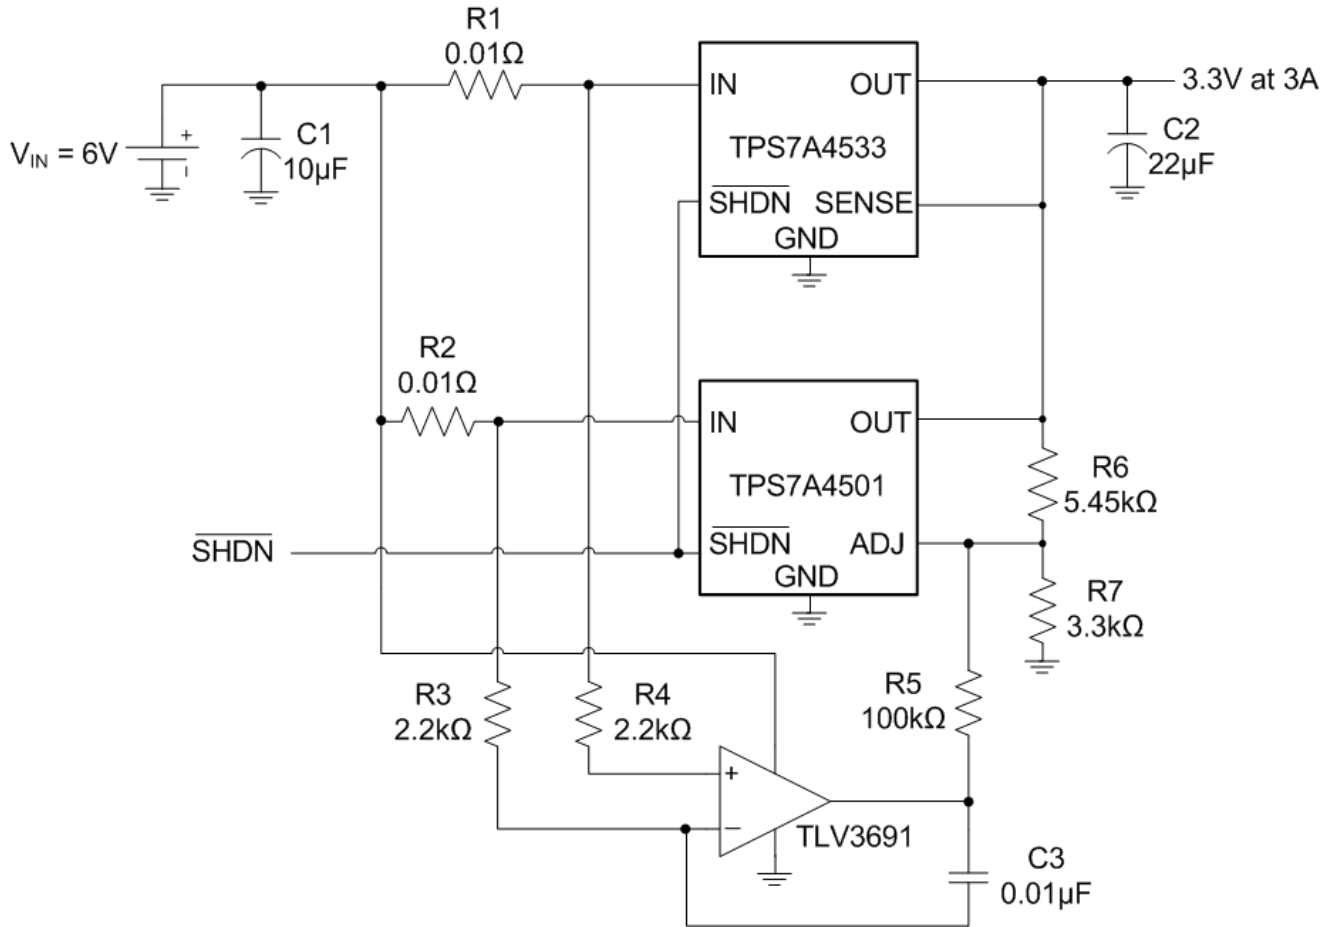 R1
0.01Ω
IN
OUT
3.3V at 3A
+
C1
10µF
V_IN = 6V
-
TPS7A4533
C2
22µF
SHDN
SENSE
GND
R2
0.01Ω
IN
OUT
TPS7A4501
R6
5.45kΩ
SHDN
SHDN
ADJ
GND
R7
3.3kΩ
R3
2.2kΩ
R4
2.2kΩ
R5
100kΩ
+
−
TLV3691
C3
0.01µF